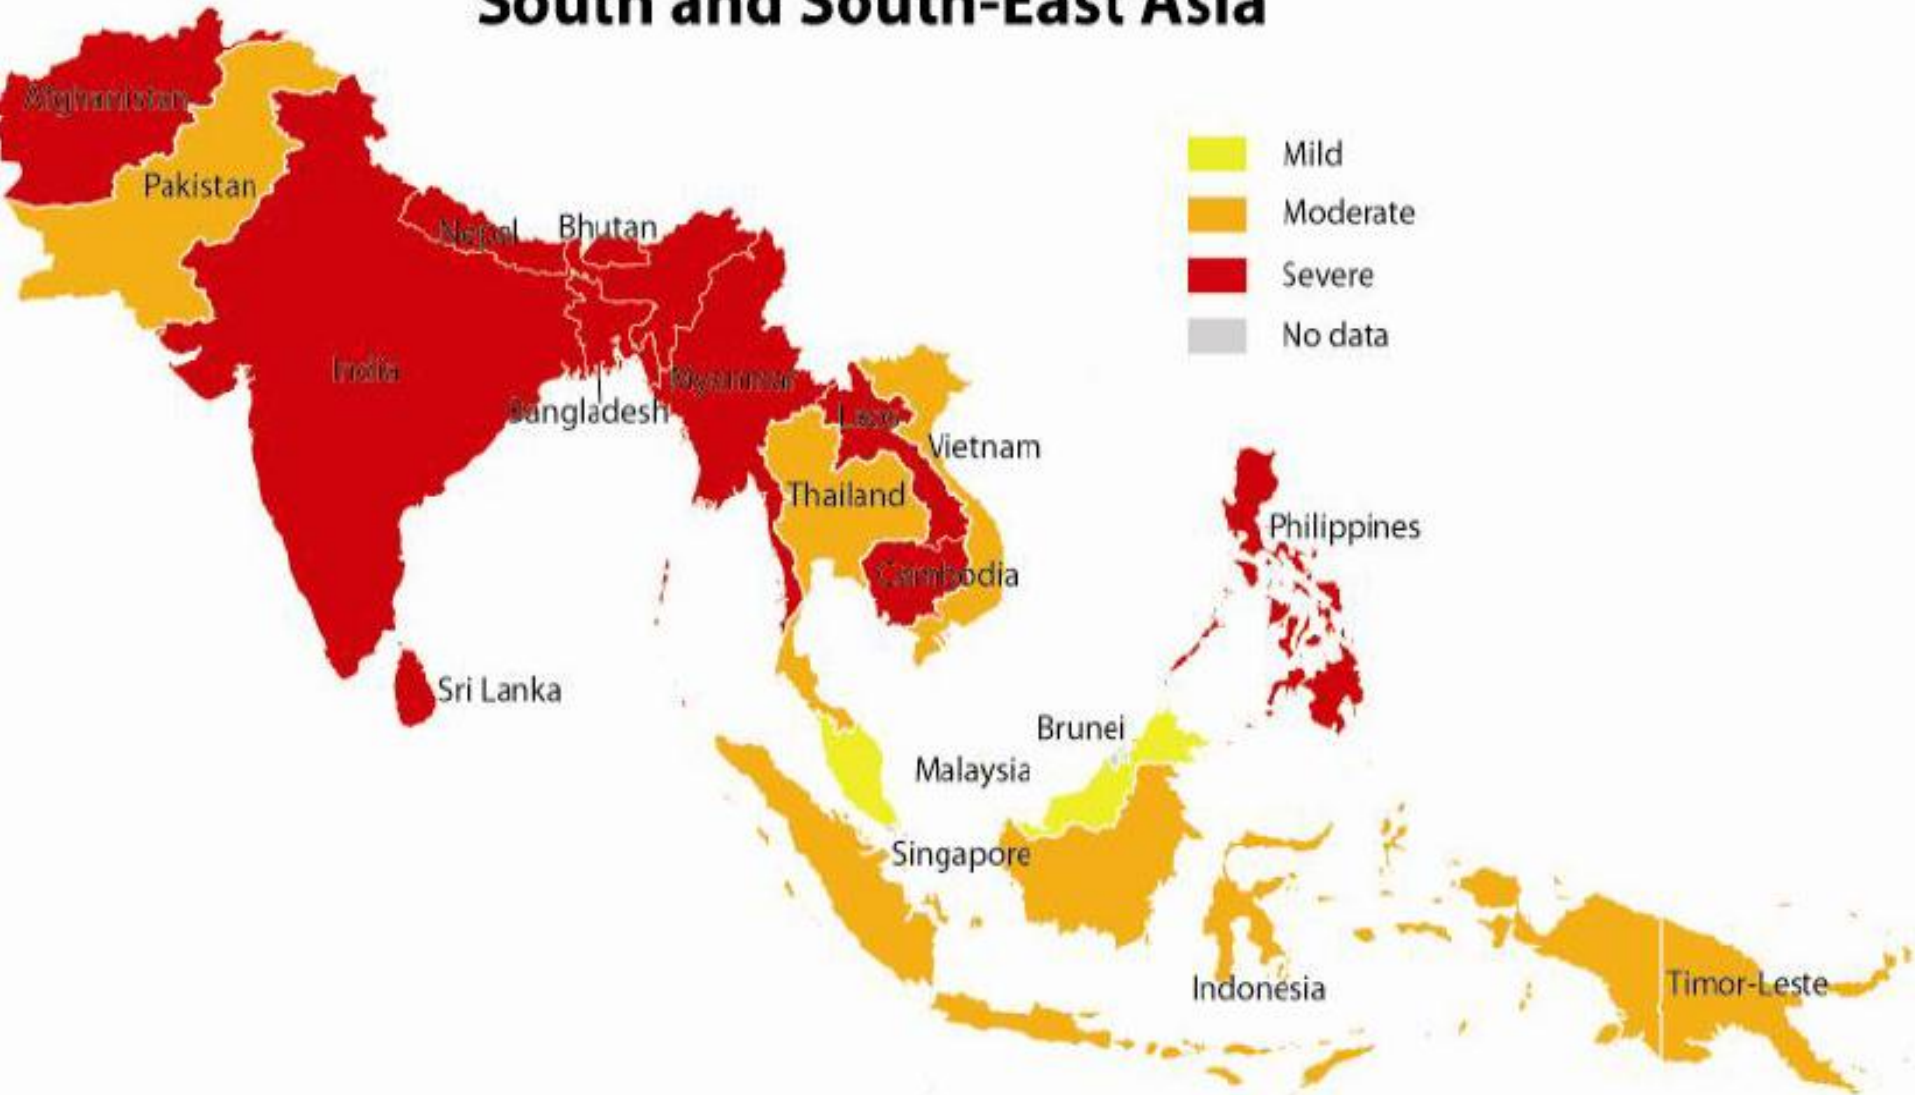 South and South-East Asia
Afghanistan
Pakistan
Nepal
Bhutan
India
Bangladesh
Myanmar
Laos
Vietnam
Thailand
Cambodia
Philippines
Sri Lanka
Brunei
Malaysia
Singapore
Indonesia
Timor-Leste
Mild
Moderate
Severe
No data